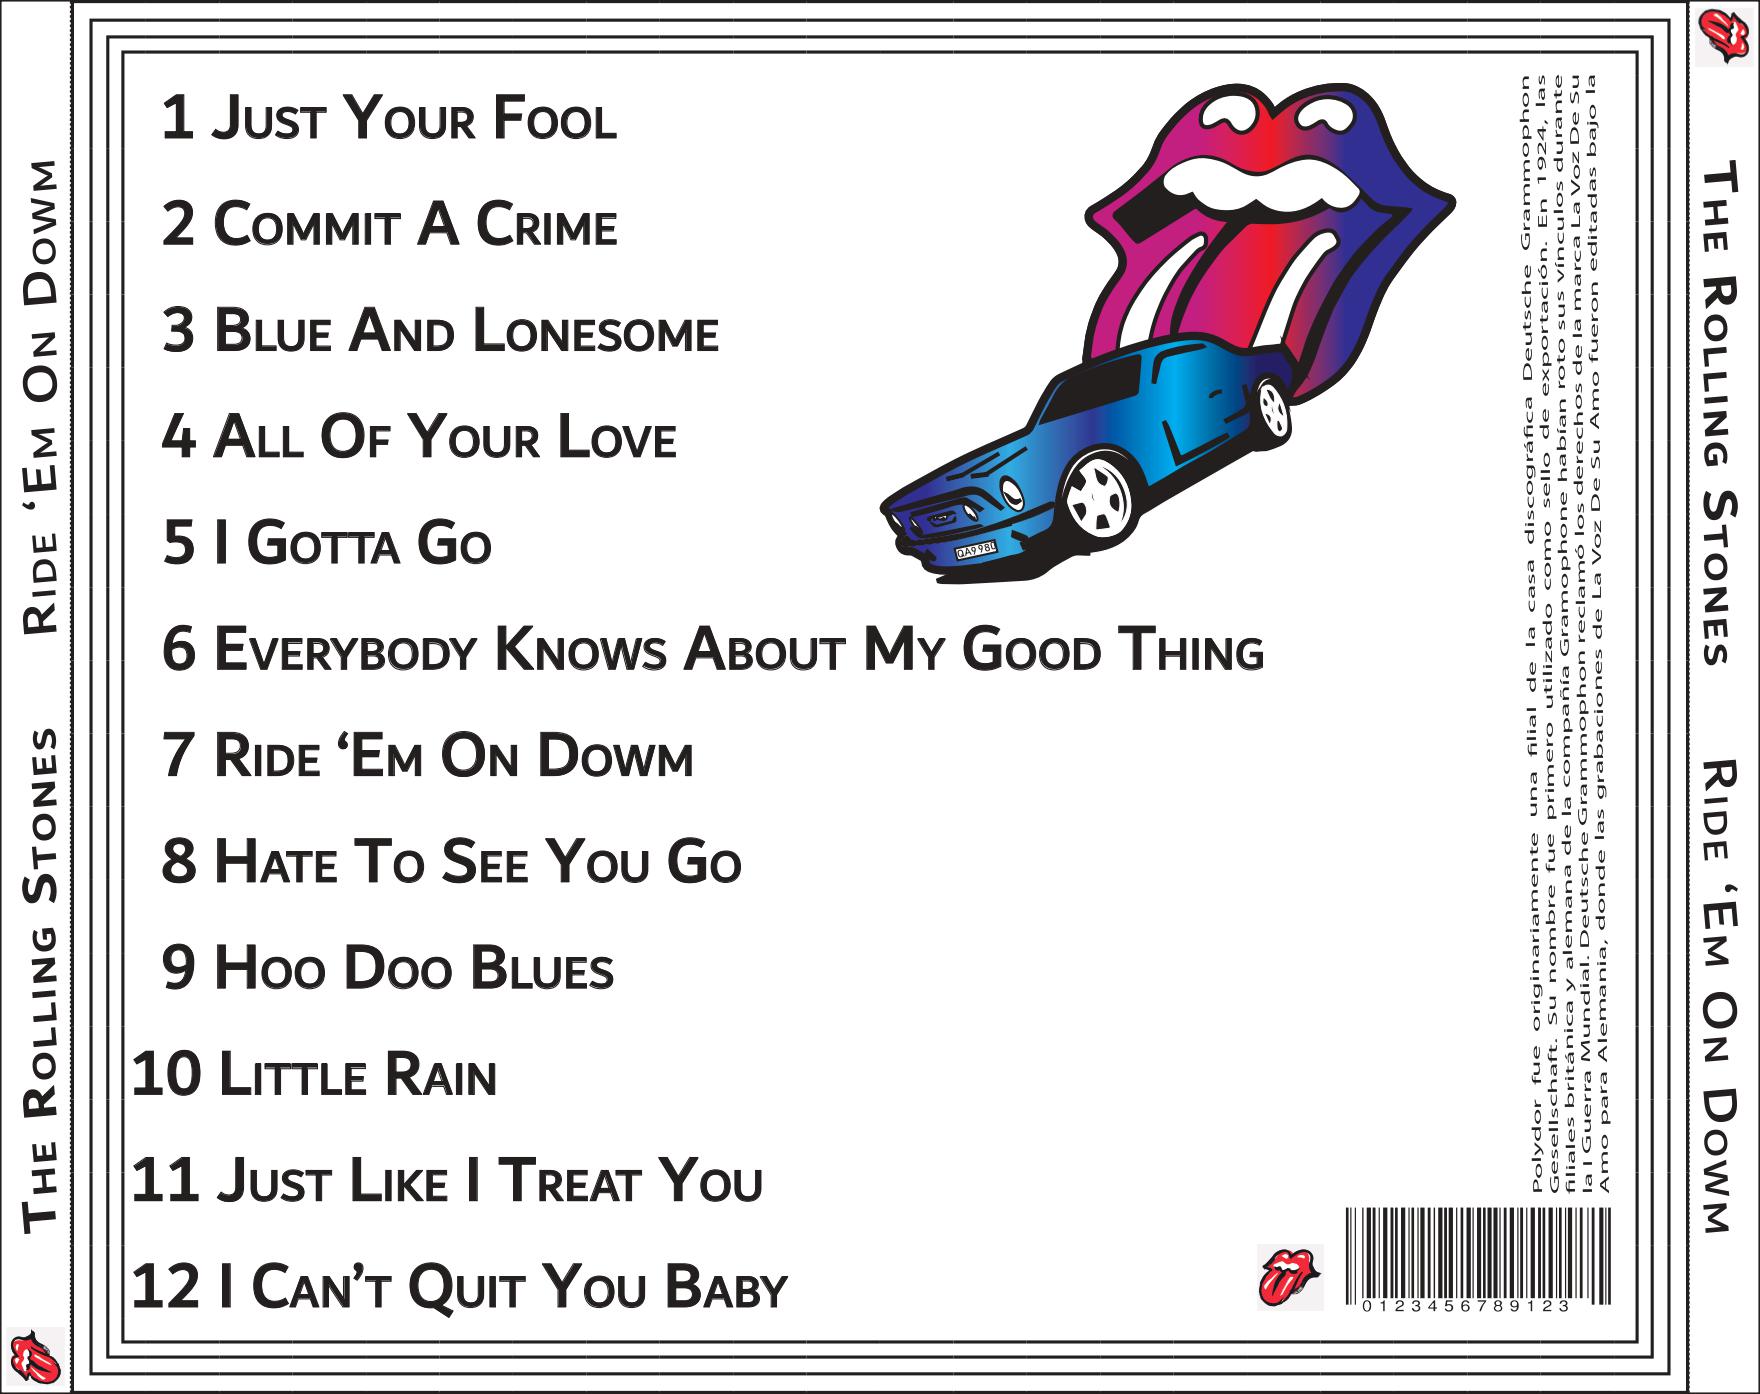 The Rolling Stones Ride ‘Em On Dowm
1 Just Your Fool
2 Commit A Crime
3 Blue And Lonesome
4 All Of Your Love
5 I Gotta Go
6 Everybody Knows About My Good Thing
7 Ride ‘Em On Dowm
8 Hate To See You Go
9 Hoo Doo Blues
10 Little Rain
11 Just Like I Treat You
12 I Can’t Quit You Baby
QA9980
Polydor fue originariamente una filial de la casa discográfica Deutsche Grammophon
Gesellschaft. Su nombre fue primero utilizado como sello de exportación. En 1924, las
filiales británica y alemana de la compañía Gramophone habían roto sus vínculos durante
la I Guerra Mundial. Deutsche Grammophon reclamó los derechos de la marca La Voz De Su
Amo para Alemania, donde las grabaciones de La Voz De Su Amo fueron editadas bajo la
0123456789123
The Rolling Stones Ride ‘Em On Dowm